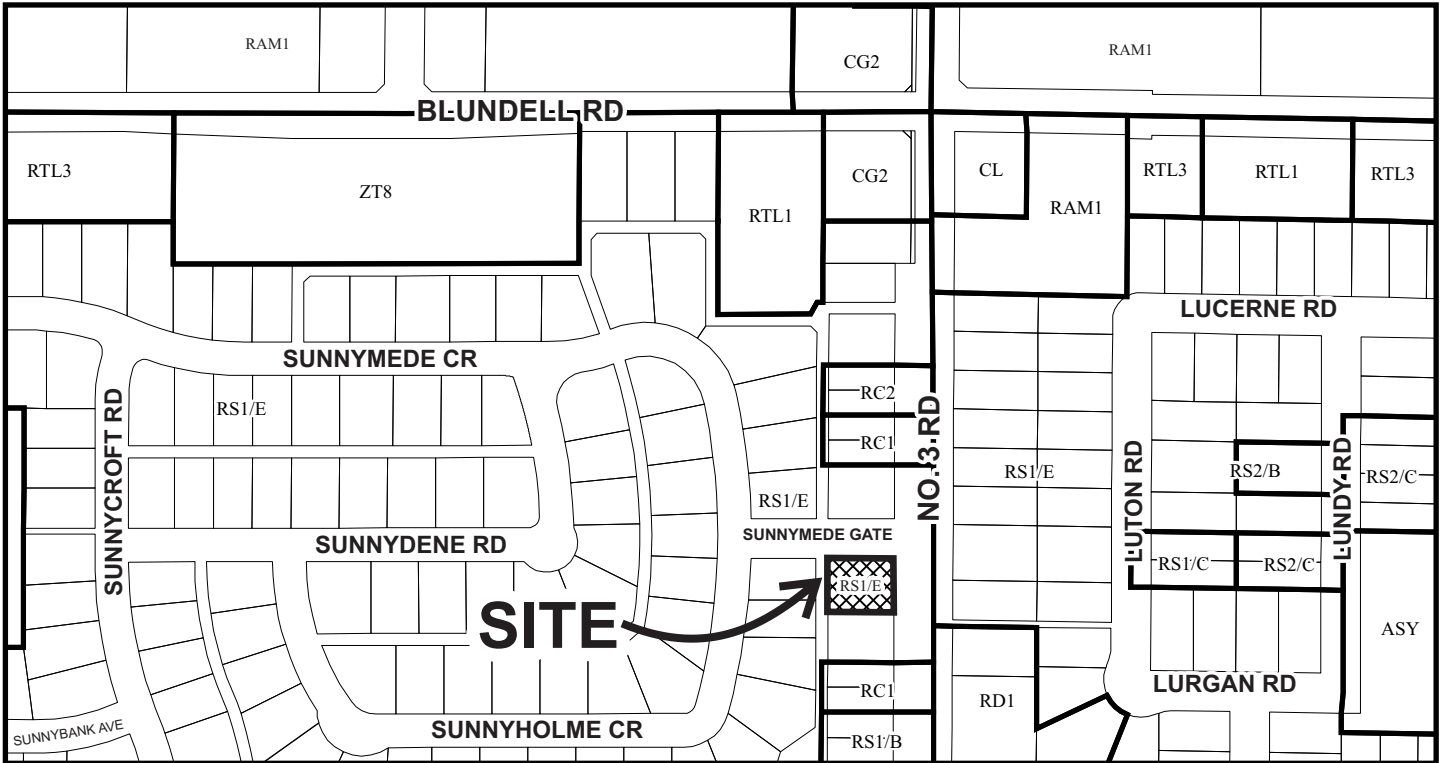 RAM1
CG2
RAM1
BLUNDELL RD
RTL3
ZT8
RTL1
CG2
CL
RAM1
RTL3
RTL1
RTL3
LUCERNE RD
SUNNYMEDE CR
RS1/E
SUNNYCROFT RD
RC2
RC1
NO. 3 RD
RS1/E
RS1/E
LUTON RD
RS2/B
LUNDY RD
RS2/C
SUNNYMEDE GATE
SUNNYDENE RD
RS1/C
RS2/C
RS1/E
SITE
ASY
RC1
RD1
LURGAN RD
SUNNYBANK AVE
SUNNYHOLME CR
RS1/B